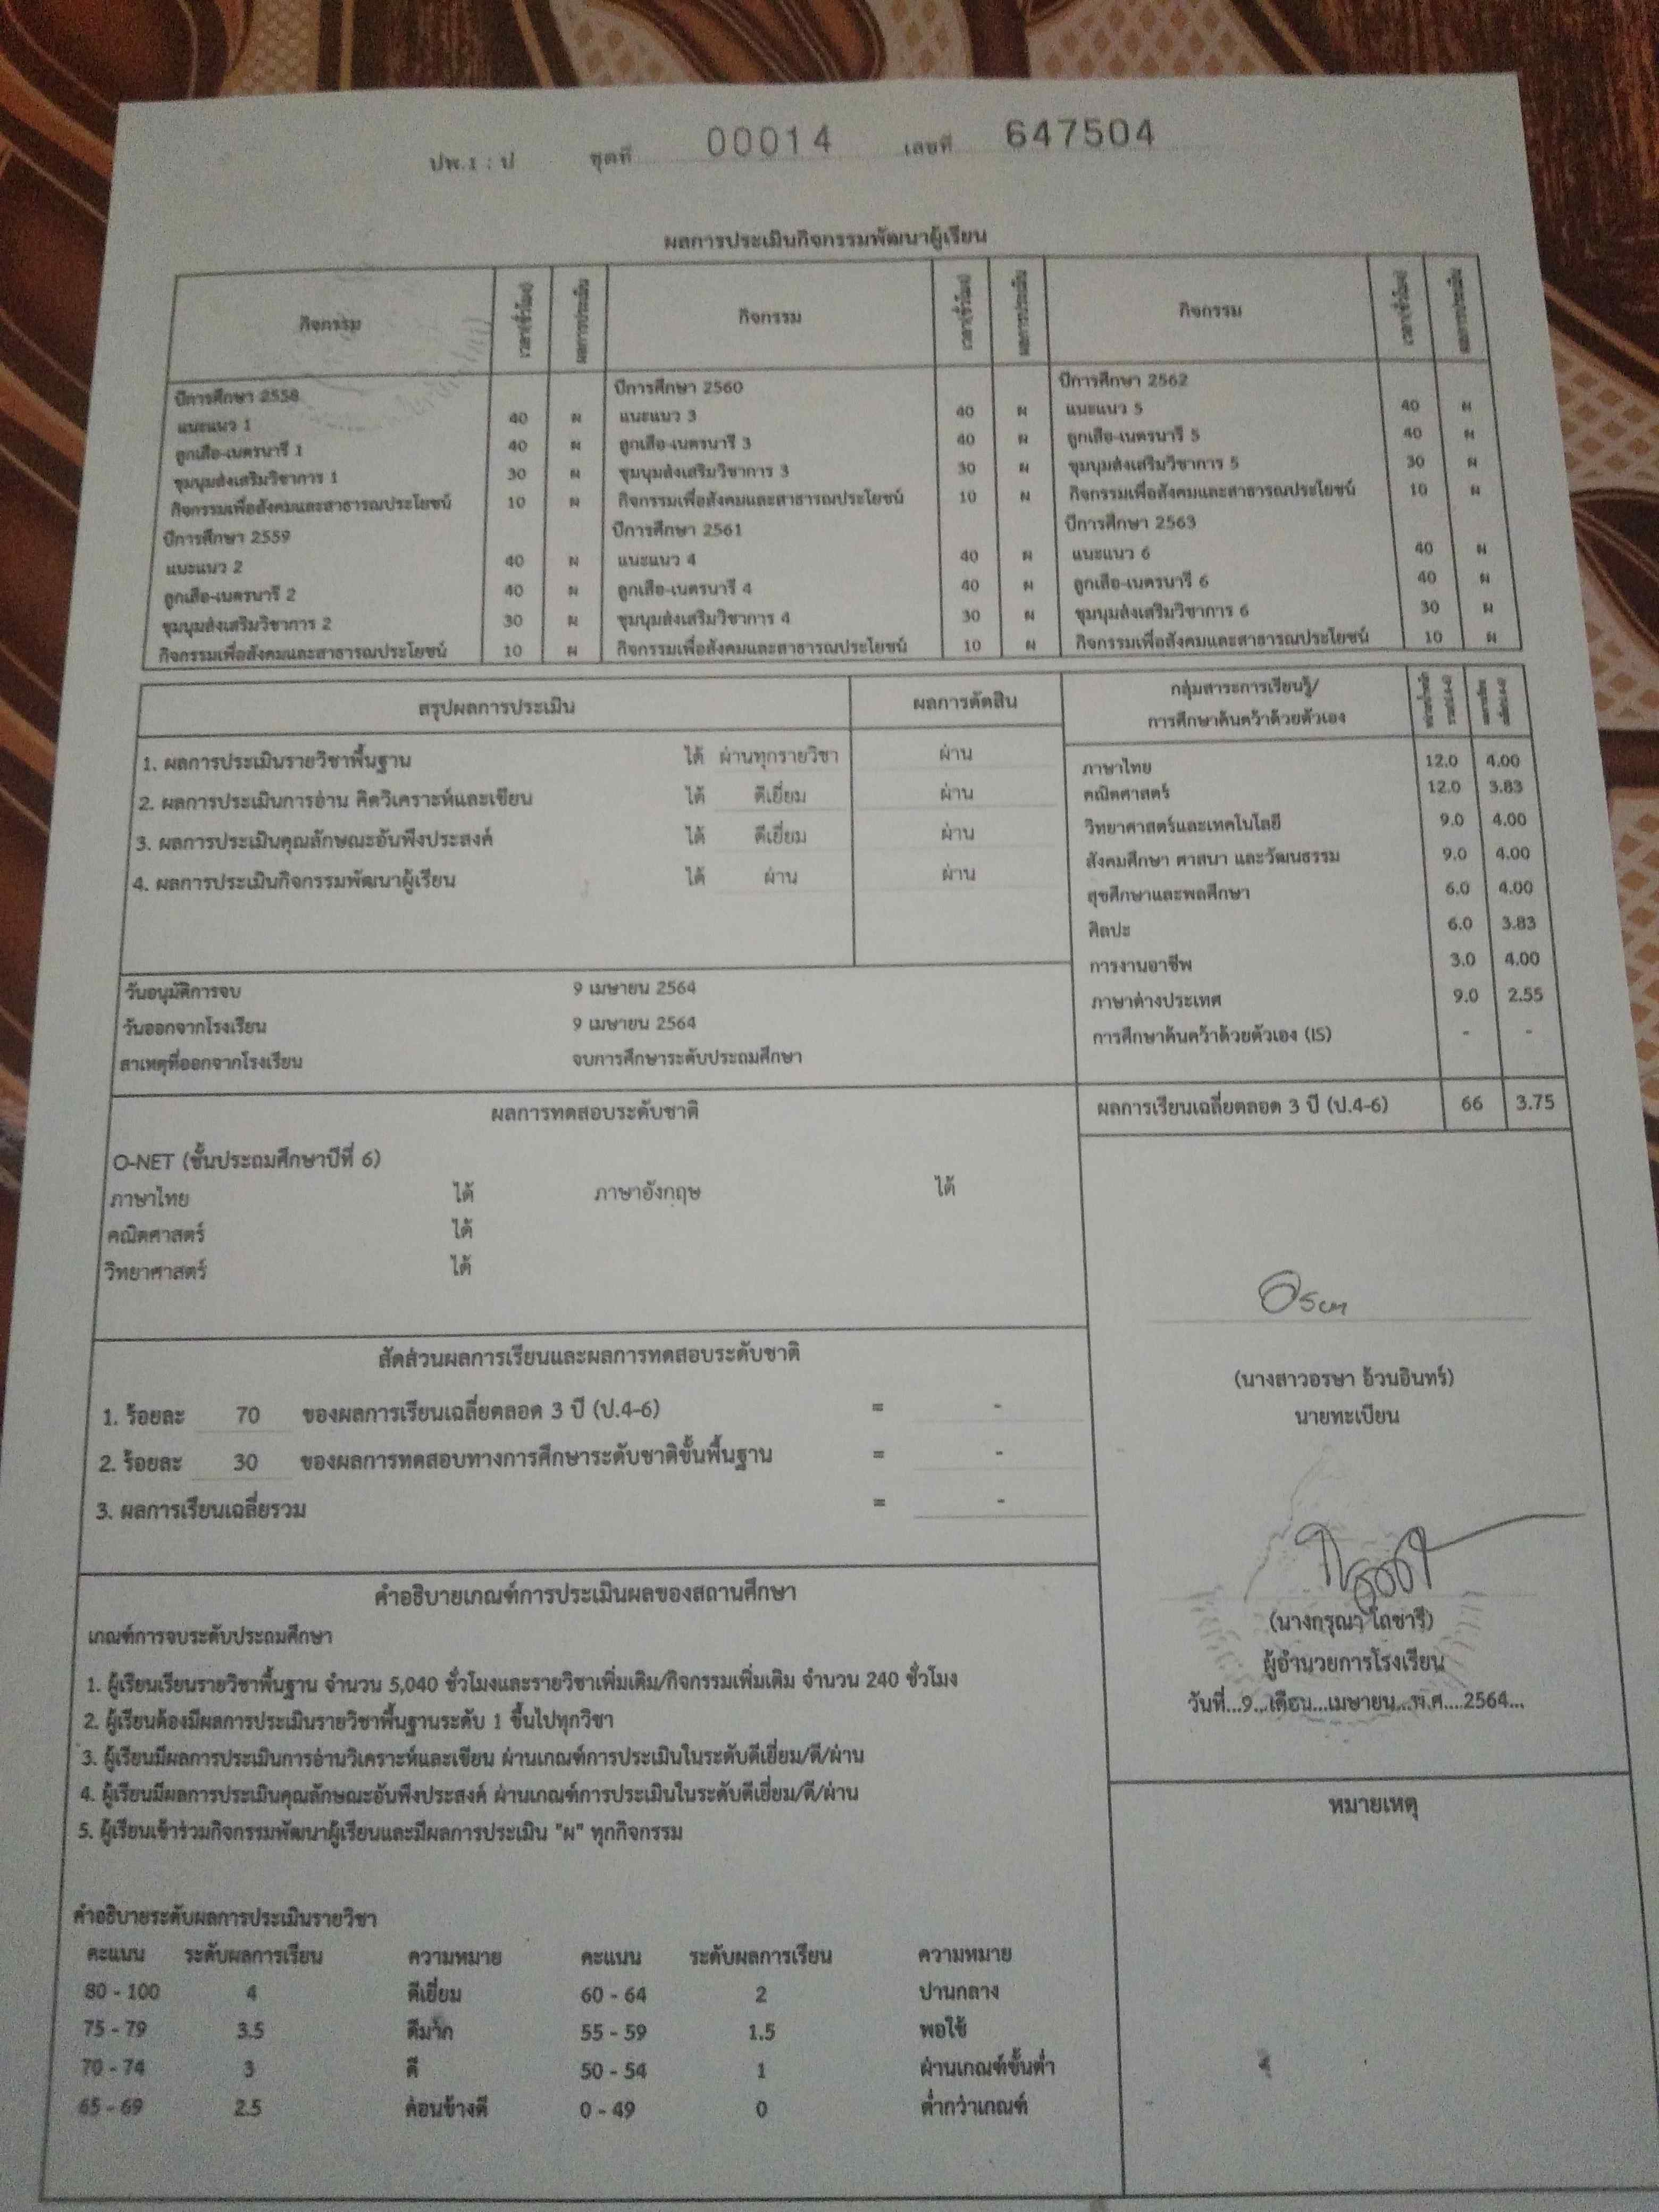 ปพ.1 : ป ชุดที่ 00014 เลขที่ 647504
ผลการประเมินกิจกรรมพัฒนาผู้เรียน
กิจกรรม เวลา(ชั่วโมง) ผลการประเมิน กิจกรรม เวลา(ชั่วโมง) ผลการประเมิน กิจกรรม เวลา(ชั่วโมง) ผลการประเมิน
ปีการศึกษา 2558 ปีการศึกษา 2560 ปีการศึกษา 2562
แนะแนว 1 40 ผ แนะแนว 3 40 ผ แนะแนว 5 40 ผ
ลูกเสือ-เนตรนารี 1 40 ผ ลูกเสือ-เนตรนารี 3 40 ผ ลูกเสือ-เนตรนารี 5 40 ผ
ชุมนุมส่งเสริมวิชาการ 1 30 ผ ชุมนุมส่งเสริมวิชาการ 3 30 ผ ชุมนุมส่งเสริมวิชาการ 5 30 ผ
กิจกรรมเพื่อสังคมและสาธารณประโยชน์ 10 ผ กิจกรรมเพื่อสังคมและสาธารณประโยชน์ 10 ผ กิจกรรมเพื่อสังคมและสาธารณประโยชน์ 10 ผ
ปีการศึกษา 2559 ปีการศึกษา 2561 ปีการศึกษา 2563
แนะแนว 2 40 ผ แนะแนว 4 40 ผ แนะแนว 6 40 ผ
ลูกเสือ-เนตรนารี 2 40 ผ ลูกเสือ-เนตรนารี 4 40 ผ ลูกเสือ-เนตรนารี 6 40 ผ
ชุมนุมส่งเสริมวิชาการ 2 30 ผ ชุมนุมส่งเสริมวิชาการ 4 30 ผ ชุมนุมส่งเสริมวิชาการ 6 30 ผ
กิจกรรมเพื่อสังคมและสาธารณประโยชน์ 10 ผ กิจกรรมเพื่อสังคมและสาธารณประโยชน์ 10 ผ กิจกรรมเพื่อสังคมและสาธารณประโยชน์ 10 ผ
สรุปผลการประเมิน ผลการตัดสิน
1. ผลการประเมินรายวิชาพื้นฐาน ได้ ผ่านทุกรายวิชา ผ่าน
2. ผลการประเมินการอ่าน คิดวิเคราะห์และเขียน ได้ ดีเยี่ยม ผ่าน
3. ผลการประเมินคุณลักษณะอันพึงประสงค์ ได้ ดีเยี่ยม ผ่าน
4. ผลการประเมินกิจกรรมพัฒนาผู้เรียน ได้ ผ่าน ผ่าน
วันอนุมัติการจบ 9 เมษายน 2564
วันออกจากโรงเรียน 9 เมษายน 2564
สาเหตุที่ออกจากโรงเรียน จบการศึกษาระดับประถมศึกษา
กลุ่มสาระการเรียนรู้/
การศึกษาค้นคว้าด้วยตัวเอง
ภาษาไทย 12.0 4.00
คณิตศาสตร์ 12.0 3.83
วิทยาศาสตร์และเทคโนโลยี 9.0 4.00
สังคมศึกษา ศาสนา และวัฒนธรรม 9.0 4.00
สุขศึกษาและพลศึกษา 6.0 4.00
ศิลปะ 6.0 3.83
การงานอาชีพ 3.0 4.00
ภาษาต่างประเทศ 9.0 2.55
การศึกษาค้นคว้าด้วยตัวเอง (IS) - -
ผลการเรียนเฉลี่ยตลอด 3 ปี (ป.4-6) 66 3.75
ผลการทดสอบระดับชาติ
O-NET (ชั้นประถมศึกษาปีที่ 6)
ภาษาไทย ได้ ภาษาอังกฤษ ได้
คณิตศาสตร์ ได้
วิทยาศาสตร์ ได้
สัดส่วนผลการเรียนและผลการทดสอบระดับชาติ
1. ร้อยละ 70 ของผลการเรียนเฉลี่ยตลอด 3 ปี (ป.4-6) = -
2. ร้อยละ 30 ของผลการทดสอบทางการศึกษาระดับชาติขั้นพื้นฐาน = -
3. ผลการเรียนเฉลี่ยรวม = -
(นางสาวอรษา อ้วนอินทร์)
นายทะเบียน
(นางกรุณา โถชารี)
ผู้อำนวยการโรงเรียน
วันที่...9...เดือน...เมษายน...พ.ศ....2564...
หมายเหตุ
คำอธิบายเกณฑ์การประเมินผลของสถานศึกษา
เกณฑ์การจบระดับประถมศึกษา
1. ผู้เรียนเรียนรายวิชาพื้นฐาน จำนวน 5,040 ชั่วโมงและรายวิชาเพิ่มเติม/กิจกรรมเพิ่มเติม จำนวน 240 ชั่วโมง
2. ผู้เรียนต้องมีผลการประเมินรายวิชาพื้นฐานระดับ 1 ขึ้นไปทุกวิชา
3. ผู้เรียนมีผลการประเมินการอ่านวิเคราะห์และเขียน ผ่านเกณฑ์การประเมินในระดับดีเยี่ยม/ดี/ผ่าน
4. ผู้เรียนมีผลการประเมินคุณลักษณะอันพึงประสงค์ ผ่านเกณฑ์การประเมินในระดับดีเยี่ยม/ดี/ผ่าน
5. ผู้เรียนเข้าร่วมกิจกรรมพัฒนาผู้เรียนและมีผลการประเมิน "ผ" ทุกกิจกรรม
คำอธิบายระดับผลการประเมินรายวิชา
คะแนน ระดับผลการเรียน ความหมาย คะแนน ระดับผลการเรียน ความหมาย
80 - 100 4 ดีเยี่ยม 60 - 64 2 ปานกลาง
75 - 79 3.5 ดีมาก 55 - 59 1.5 พอใช้
70 - 74 3 ดี 50 - 54 1 ผ่านเกณฑ์ขั้นต่ำ
65 - 69 2.5 ค่อนข้างดี 0 - 49 0 ต่ำกว่าเกณฑ์